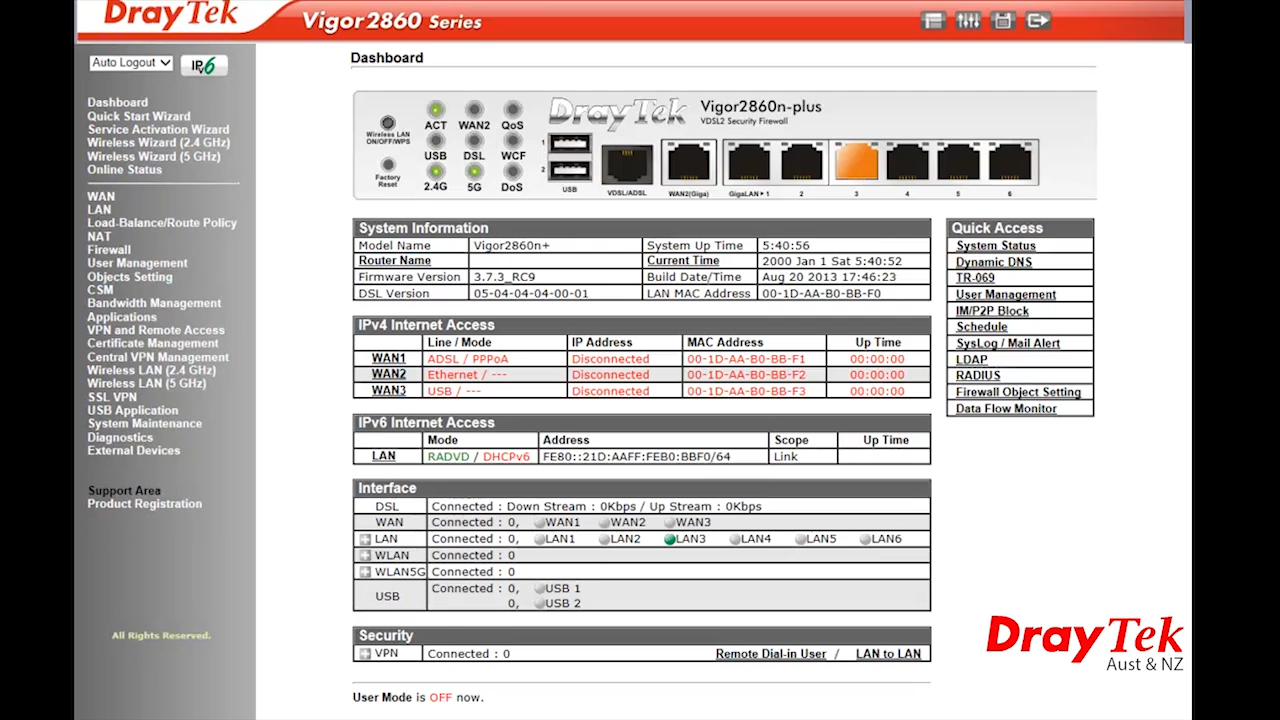 DrayTek Vigor2860 Series
Auto Logout IPv6
Dashboard
Quick Start Wizard
Service Activation Wizard
Wireless Wizard (2.4 GHz)
Wireless Wizard (5 GHz)
Online Status
WAN
LAN
Load-Balance/Route Policy
NAT
Firewall
User Management
Objects Setting
CSM
Bandwidth Management
Applications
VPN and Remote Access
Certificate Management
Central VPN Management
Wireless LAN (2.4 GHz)
Wireless LAN (5 GHz)
SSL VPN
USB Application
System Maintenance
Diagnostics
External Devices
Support Area
Product Registration
All Rights Reserved.
Dashboard
DrayTek Vigor2860n-plus
VDSL2 Security Firewall
Wireless LAN
ON/OFF/WPS
Factory
Reset
ACT WAN2 QoS
USB DSL WCF
2.4G 5G DoS
1
2
USB VDSL/ADSL WAN2(Giga) GigaLAN 1 2 3 4 5 6
System Information
Model Name Vigor2860n+ System Up Time 5:40:56
Router Name Current Time 2000 Jan 1 Sat 5:40:52
Firmware Version 3.7.3_RC9 Build Date/Time Aug 20 2013 17:46:23
DSL Version 05-04-04-04-00-01 LAN MAC Address 00-1D-AA-B0-BB-F0
IPv4 Internet Access
Line / Mode IP Address MAC Address Up Time
WAN1 ADSL / PPPoA Disconnected 00-1D-AA-B0-BB-F1 00:00:00
WAN2 Ethernet / --- Disconnected 00-1D-AA-B0-BB-F2 00:00:00
WAN3 USB / --- Disconnected 00-1D-AA-B0-BB-F3 00:00:00
IPv6 Internet Access
Mode Address Scope Up Time
LAN RADVD / DHCPv6 FE80::21D:AAFF:FEB0:BBF0/64 Link
Interface
DSL Connected : Down Stream : 0Kbps / Up Stream : 0Kbps
WAN Connected : 0, WAN1 WAN2 WAN3
LAN Connected : 0, LAN1 LAN2 LAN3 LAN4 LAN5 LAN6
WLAN Connected : 0
WLAN5G Connected : 0
USB Connected : 0, USB 1
0, USB 2
Security
VPN Connected : 0 Remote Dial-in User / LAN to LAN
User Mode is OFF now.
Quick Access
System Status
Dynamic DNS
TR-069
User Management
IM/P2P Block
Schedule
SysLog / Mail Alert
LDAP
RADIUS
Firewall Object Setting
Data Flow Monitor
DrayTek
Aust & NZ